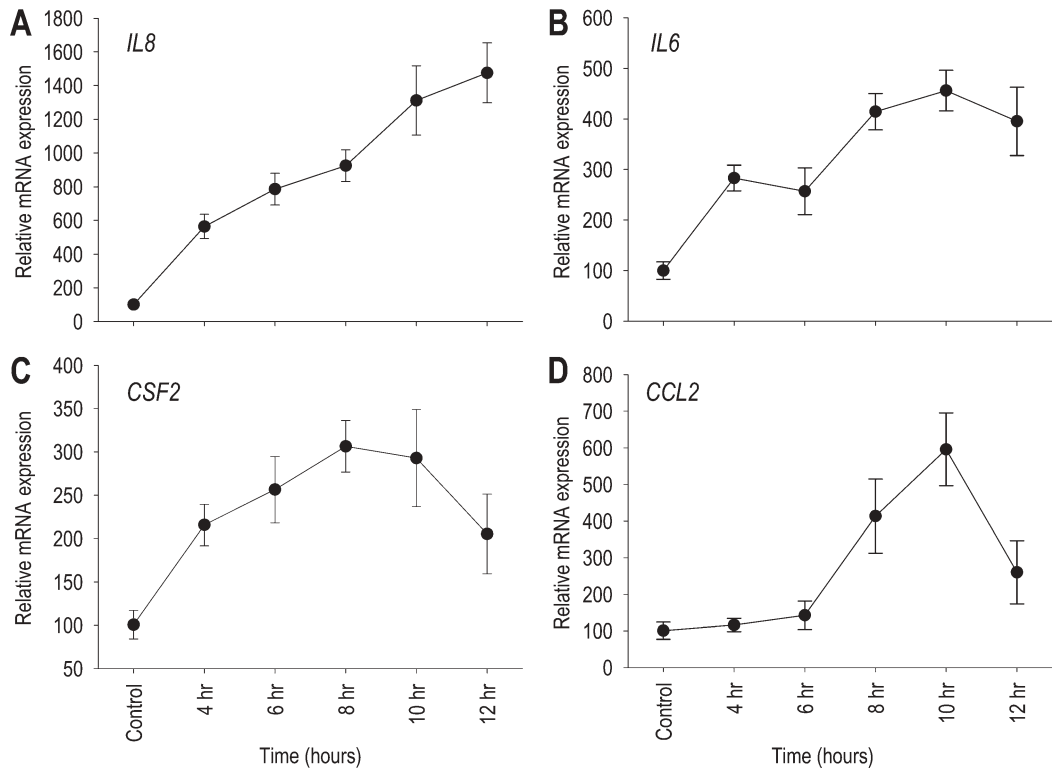 A
IL8
Relative mRNA expression
1800
1600
1400
1200
1000
800
600
400
200
0
B
IL6
Relative mRNA expression
600
500
400
300
200
100
0
C
CSF2
Relative mRNA expression
400
350
300
250
200
150
100
50
Control
4 hr
6 hr
8 hr
10 hr
12 hr
Time (hours)
D
CCL2
Relative mRNA expression
800
700
600
500
400
300
200
100
0
Control
4 hr
6 hr
8 hr
10 hr
12 hr
Time (hours)